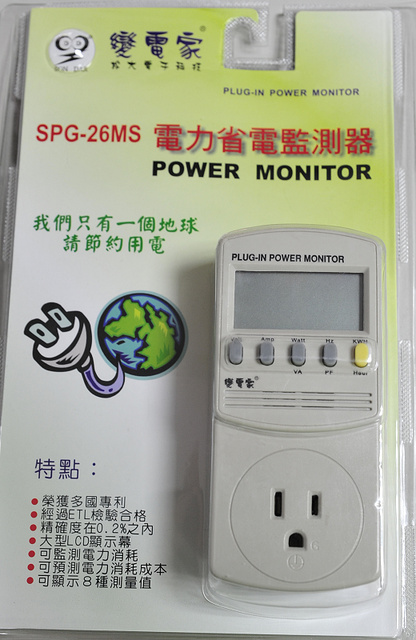 變電家
PLUG-IN POWER MONITOR
SPG-26MS 電力省電監測器
POWER MONITOR
我們只有一個地球
請節約用電
PLUG-IN POWER MONITOR
Amp Watt Hz KWH
VA PF Hour
變電家
特點：
榮獲多國專利
經過ETL檢驗合格
精確度在0.2%之內
大型LCD顯示幕
可監測電力消耗
可預測電力消耗成本
可顯示8種測量值
G